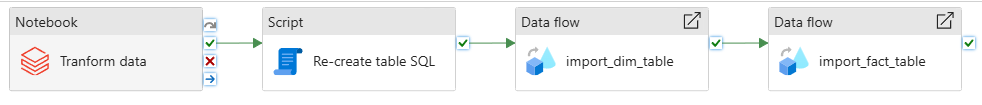 Notebook
Tranform data
Script
Re-create table SQL
Data flow
import_dim_table
Data flow
import_fact_table